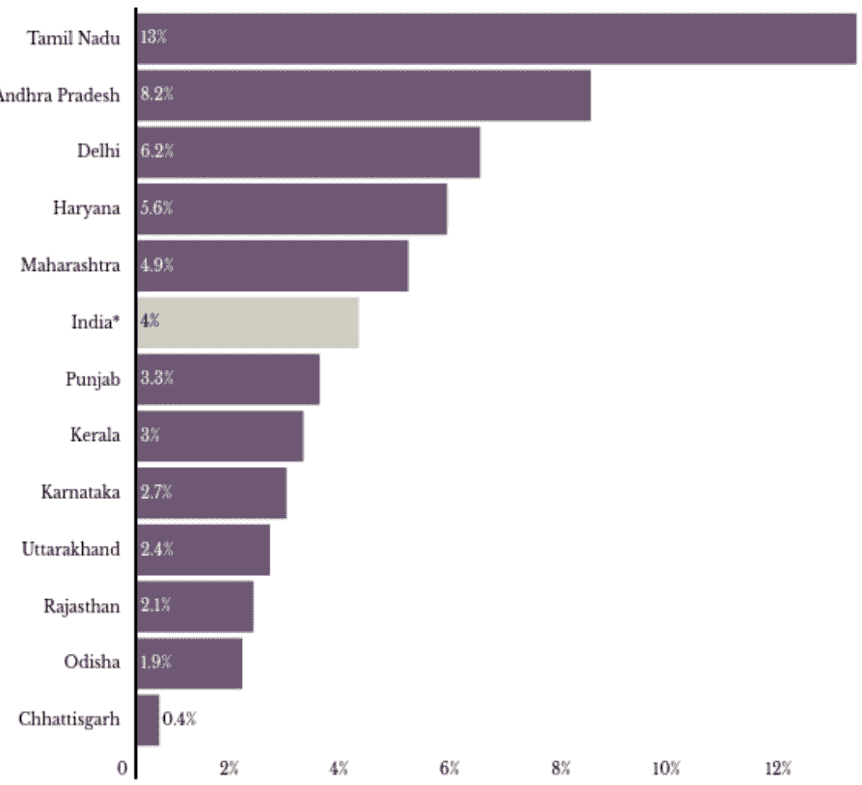 Tamil Nadu 13%
Andhra Pradesh 8.2%
Delhi 6.2%
Haryana 5.6%
Maharashtra 4.9%
India* 4%
Punjab 3.3%
Kerala 3%
Karnataka 2.7%
Uttarakhand 2.4%
Rajasthan 2.1%
Odisha 1.9%
Chhattisgarh 0.4%
0 2% 4% 6% 8% 10% 12%